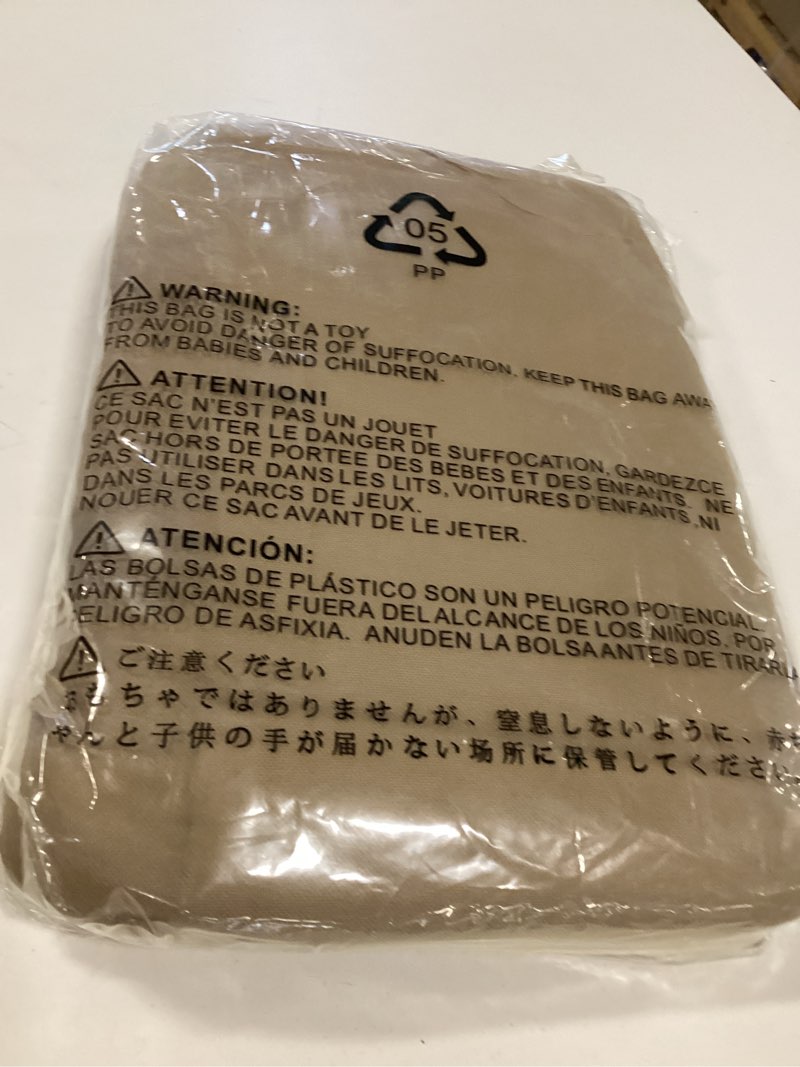 05
PP
WARNING:
THIS BAG IS NOT A TOY
TO AVOID DANGER OF SUFFOCATION. KEEP THIS BAG AWA
FROM BABIES AND CHILDREN.
ATTENTION!
CE SAC N'EST PAS UN JOUET
POUR EVITER LE DANGER DE SUFFOCATION, GARDEZCE
SAC HORS DE PORTEE DES BEBES ET DES ENFANTS. NE
PAS UTILISER DANS LES LITS, VOITURES D'ENFANTS ,NI
DANS LES PARCS DE JEUX.
NOUER CE SAC AVANT DE LE JETER.
ATENCIÓN:
LAS BOLSAS DE PLÁSTICO SON UN PELIGRO POTENCIAL.
MANTÉNGANSE FUERA DEL ALCANCE DE LOS NIÑOS. POR
PELIGRO DE ASFIXIA. ANUDEN LA BOLSA ANTES DE TIRARLA
ご注意ください
おもちゃではありませんが、窒息しないように、赤ち
ゃんと子供の手が届かない場所に保管してください